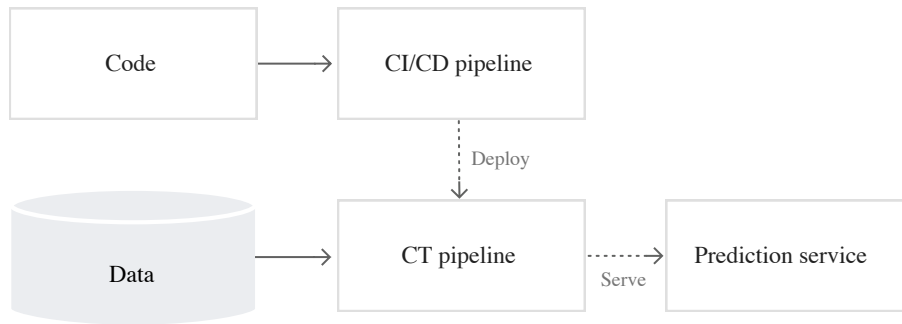 Code
CI/CD pipeline
Deploy
Data
CT pipeline
Serve
Prediction service